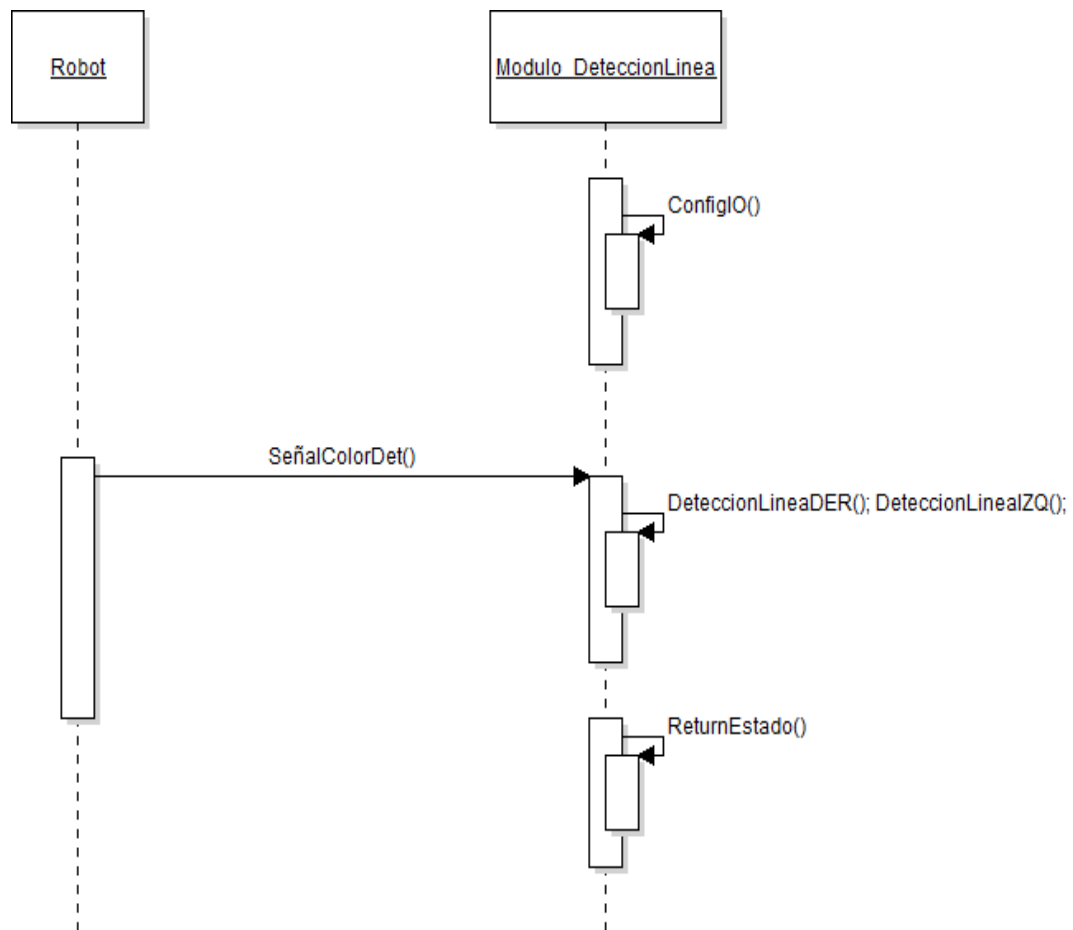 Robot
Modulo_DeteccionLinea
ConfigIO()
SeñalColorDet()
DeteccionLineaDER(); DeteccionLineaIZQ();
ReturnEstado()